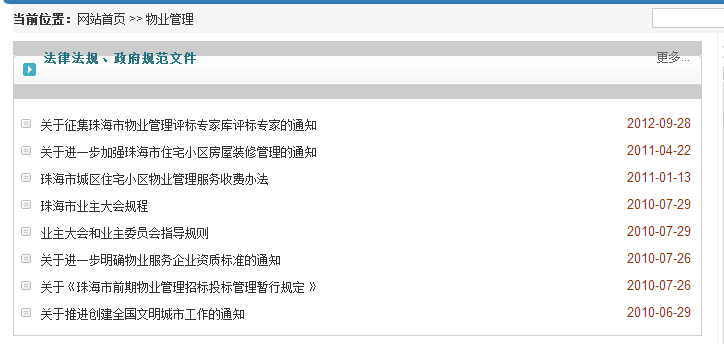 当前位置：网站首页 >> 物业管理
法律法规、政府规范文件 更多...
关于征集珠海市物业管理评标专家库评标专家的通知 2012-09-28
关于进一步加强珠海市住宅小区房屋装修管理的通知 2011-04-22
珠海市城区住宅小区物业管理服务收费办法 2011-01-13
珠海市业主大会规程 2010-07-29
业主大会和业主委员会指导规则 2010-07-29
关于进一步明确物业服务企业资质标准的通知 2010-07-26
关于《珠海市前期物业管理招标投标管理暂行规定 》 2010-07-26
关于推进创建全国文明城市工作的通知 2010-06-29